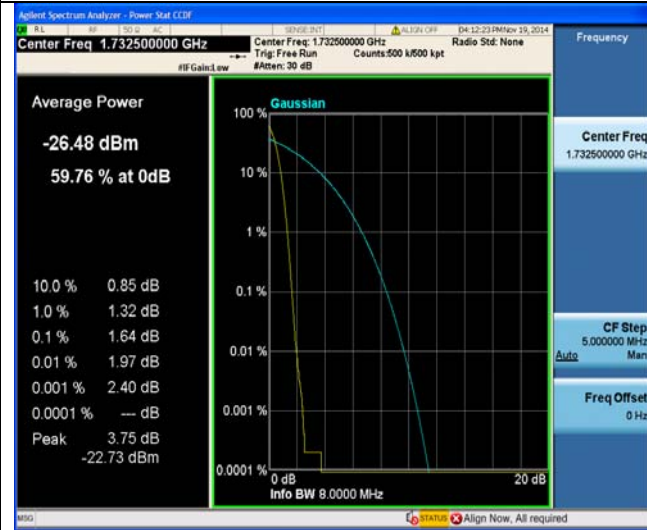 Agilent Spectrum Analyzer - Power Stat CCDF
RL RF 50 Ω AC SENSE:INT ALIGN OFF 04:12:23 PM Nov 19, 2014
Center Freq 1.732500000 GHz
Center Freq: 1.732500000 GHz Radio Std: None
Trig: Free Run Counts:500 k/500 kpt
#IFGain:Low #Atten: 30 dB
Frequency
Average Power
-26.48 dBm
59.76 % at 0dB
10.0 % 0.85 dB
1.0 % 1.32 dB
0.1 % 1.64 dB
0.01 % 1.97 dB
0.001 % 2.40 dB
0.0001 % --- dB
Peak 3.75 dB
-22.73 dBm
Gaussian
100 %
10 %
1 %
0.1 %
0.01 %
0.001 %
0.0001 %
0 dB 20 dB
Info BW 8.0000 MHz
Center Freq
1.732500000 GHz
CF Step
5.000000 MHz
Auto Man
Freq Offset
0 Hz
MSG STATUS Align Now, All required